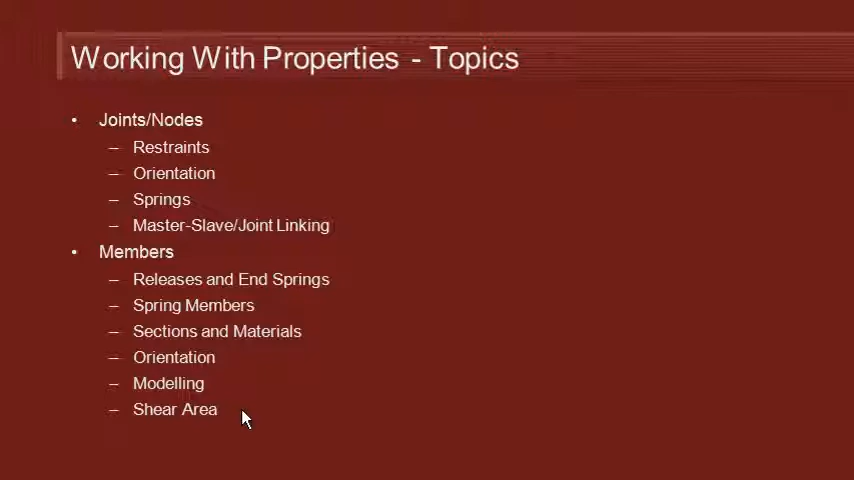 Working With Properties - Topics
• Joints/Nodes
– Restraints
– Orientation
– Springs
– Master-Slave/Joint Linking
• Members
– Releases and End Springs
– Spring Members
– Sections and Materials
– Orientation
– Modelling
– Shear Area